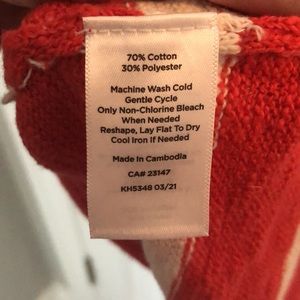 70% Cotton
30% Polyester
Machine Wash Cold
Gentle Cycle
Only Non-Chlorine Bleach
When Needed
Reshape, Lay Flat To Dry
Cool Iron If Needed
Made In Cambodia
CA# 23147
KH5348 03/21